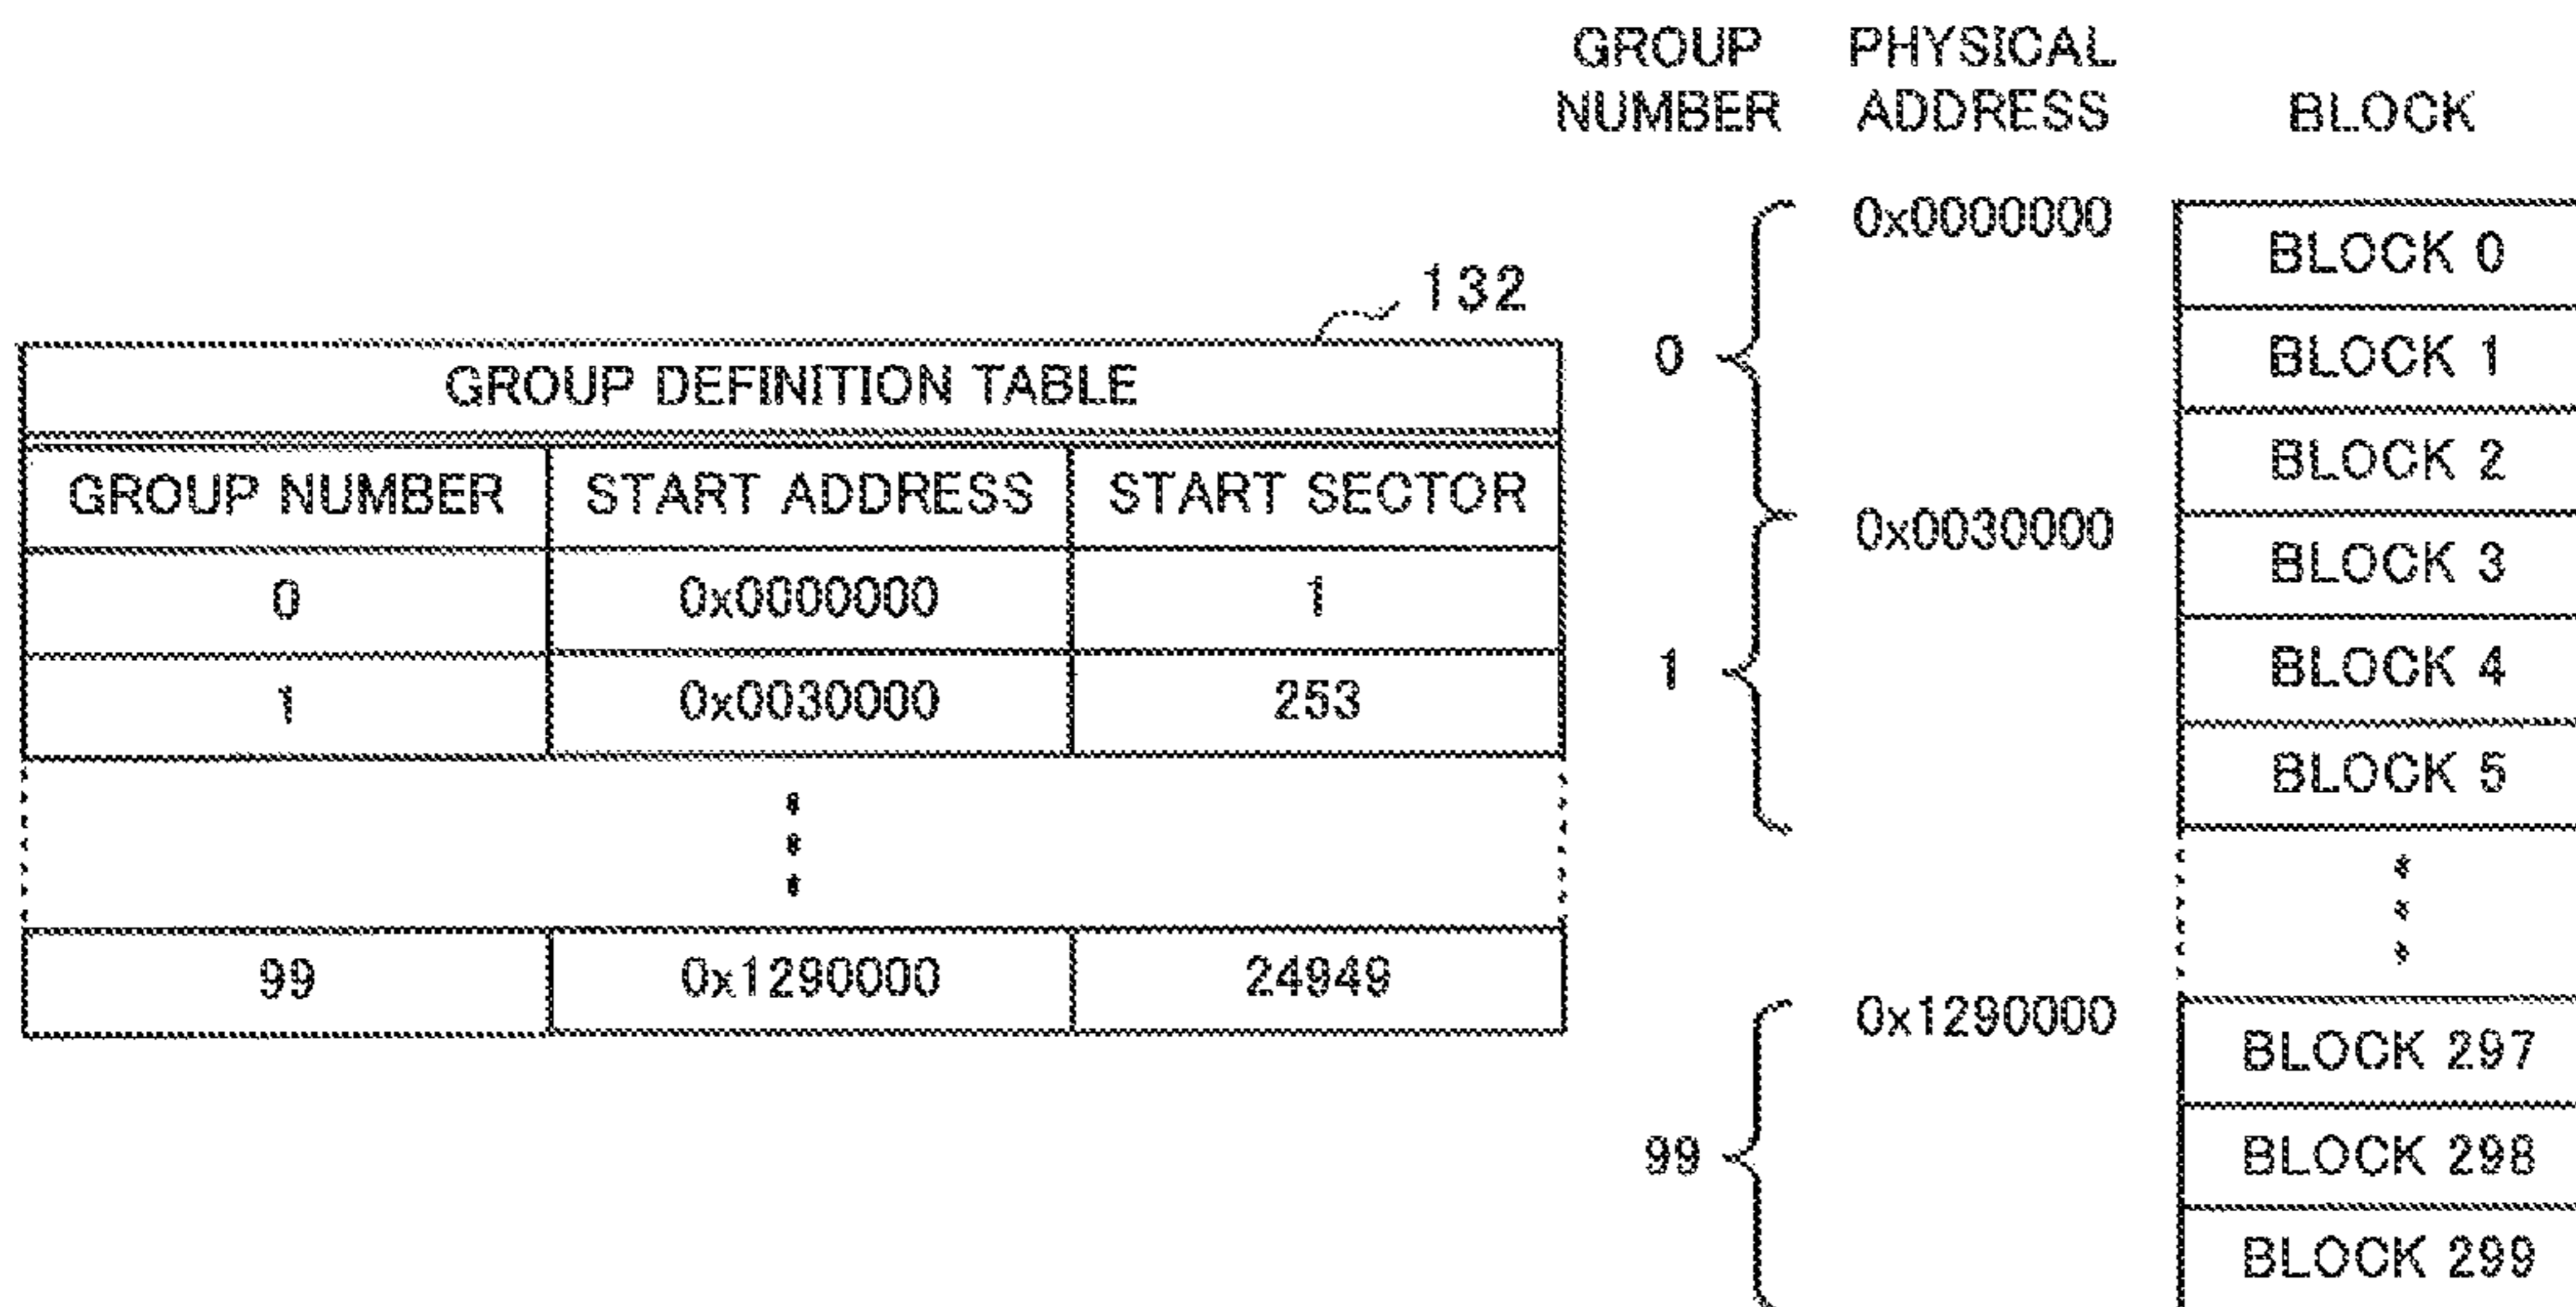 132
GROUP DEFINITION TABLE
GROUP NUMBER START ADDRESS START SECTOR
0 0x0000000 1
1 0x0030000 253
99 0x1290000 24949
GROUP PHYSICAL
NUMBER ADDRESS BLOCK
0x0000000
BLOCK 0
0 BLOCK 1
BLOCK 2
0x0030000
BLOCK 3
1 BLOCK 4
BLOCK 5
0x1290000
BLOCK 297
99 BLOCK 298
BLOCK 299